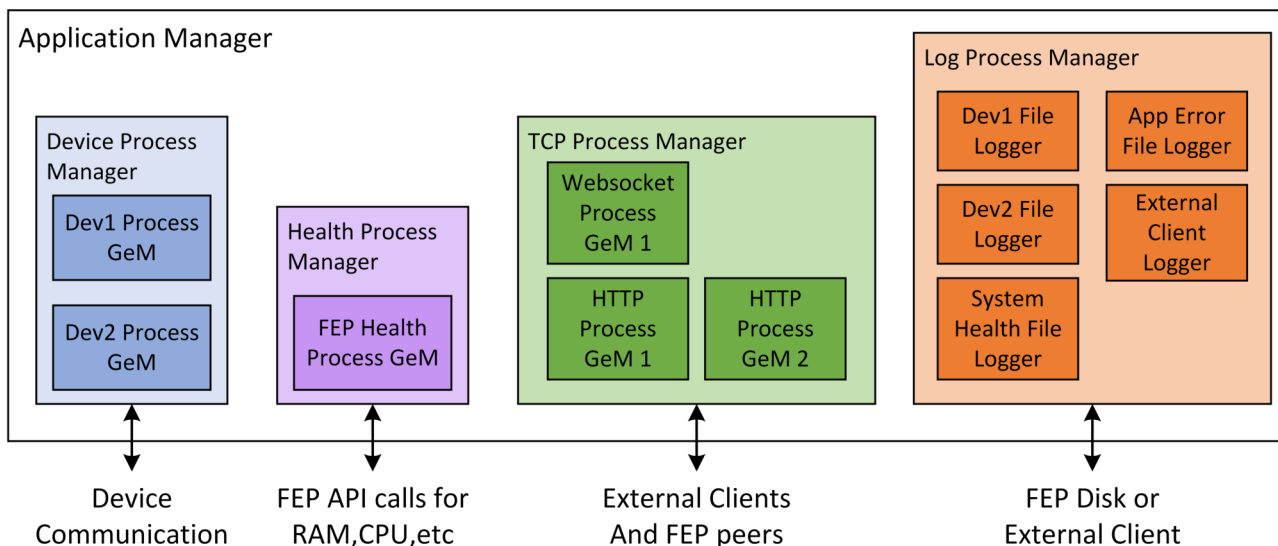 Application Manager
Device Process
Manager
Dev1 Process
GeM
Dev2 Process
GeM
Health Process
Manager
FEP Health
Process GeM
TCP Process Manager
Websocket
Process
GeM 1
HTTP
Process
GeM 1
HTTP
Process
GeM 2
Log Process Manager
Dev1 File
Logger
App Error
File Logger
Dev2 File
Logger
External
Client
Logger
System
Health File
Logger
Device
Communication
FEP API calls for
RAM,CPU,etc
External Clients
And FEP peers
FEP Disk or
External Client